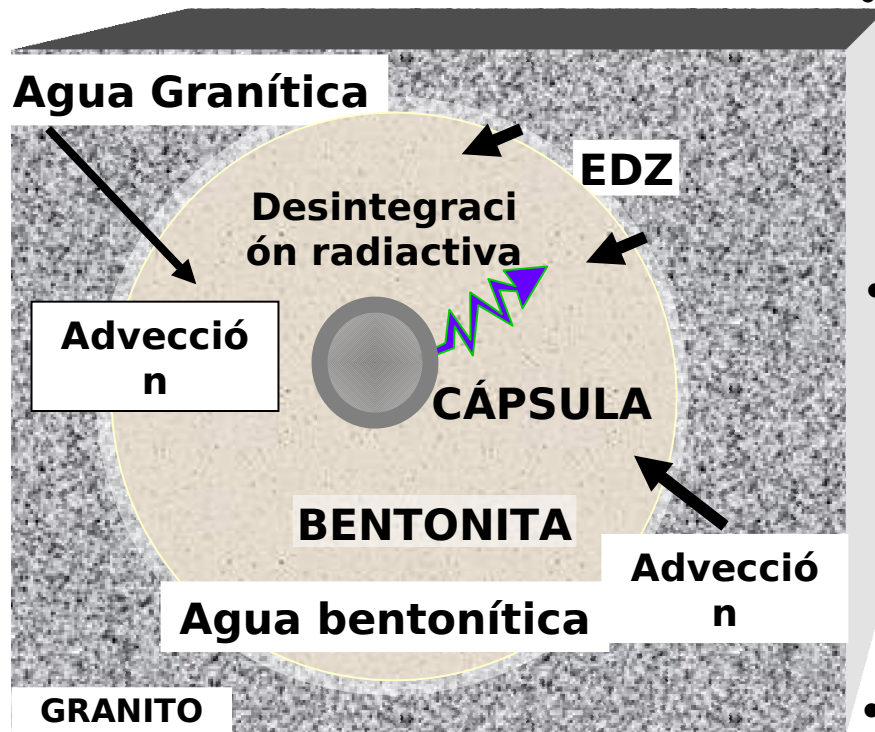 Agua Granítica
EDZ
Desintegraci
ón radiactiva
Advecció
n
CÁPSULA
BENTONITA
Advecció
n
Agua bentonítica
GRANITO